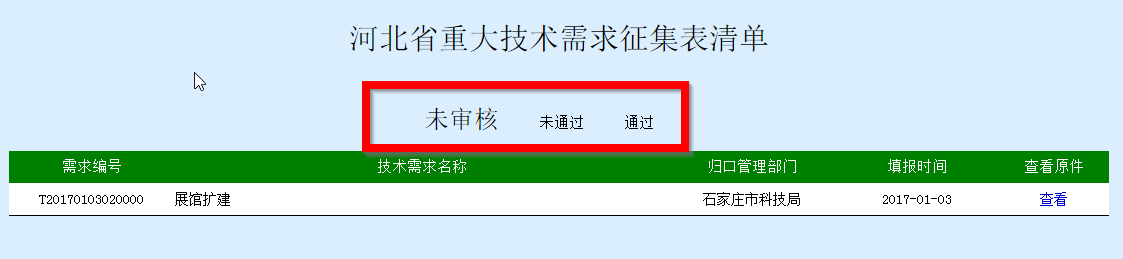 河北省重大技术需求征集表清单
未审核 未通过 通过
需求编号 技术需求名称 归口管理部门 填报时间 查看原件
T20170103020000 展馆扩建 石家庄市科技局 2017-01-03 查看